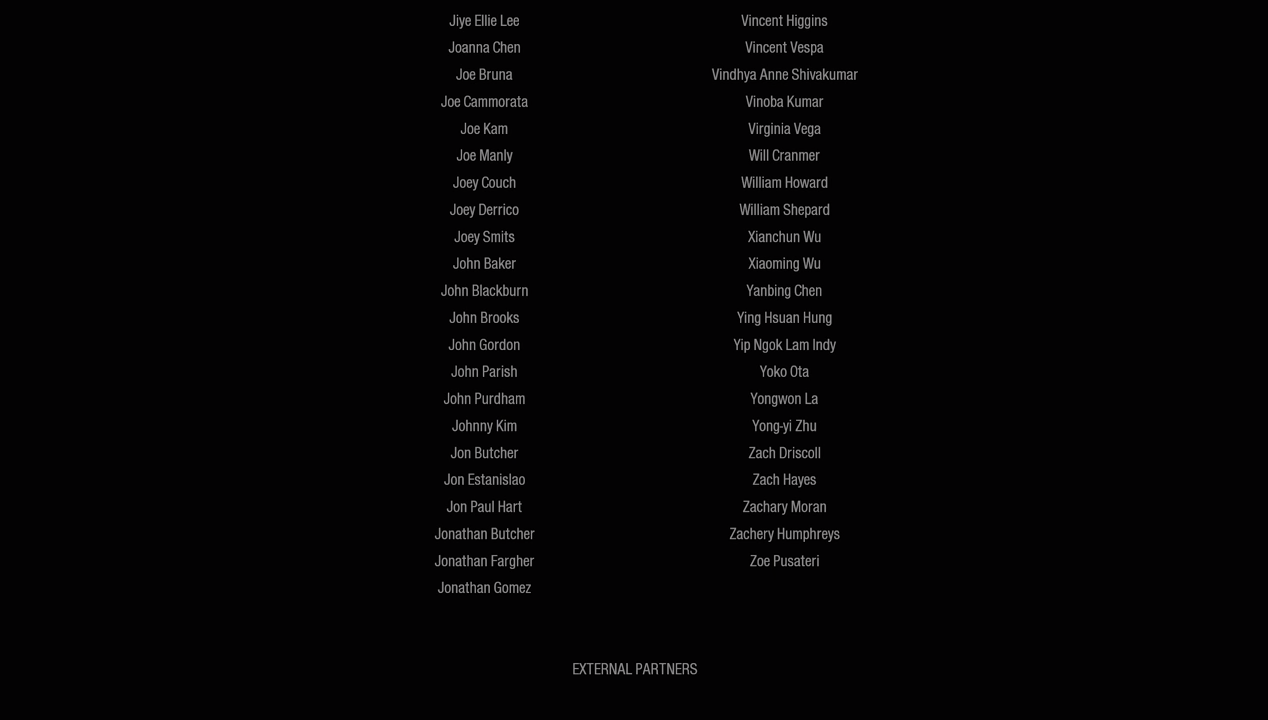 Jiye Ellie Lee
Joanna Chen
Joe Bruna
Joe Cammorata
Joe Kam
Joe Manly
Joey Couch
Joey Derrico
Joey Smits
John Baker
John Blackburn
John Brooks
John Gordon
John Parish
John Purdham
Johnny Kim
Jon Butcher
Jon Estanislao
Jon Paul Hart
Jonathan Butcher
Jonathan Fargher
Jonathan Gomez
Vincent Higgins
Vincent Vespa
Vindhya Anne Shivakumar
Vinoba Kumar
Virginia Vega
Will Cranmer
William Howard
William Shepard
Xianchun Wu
Xiaoming Wu
Yanbing Chen
Ying Hsuan Hung
Yip Ngok Lam Indy
Yoko Ota
Yongwon La
Yong-yi Zhu
Zach Driscoll
Zach Hayes
Zachary Moran
Zachery Humphreys
Zoe Pusateri
EXTERNAL PARTNERS